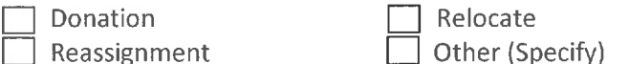 Donation Relocate
Reassignment Other (Specify)